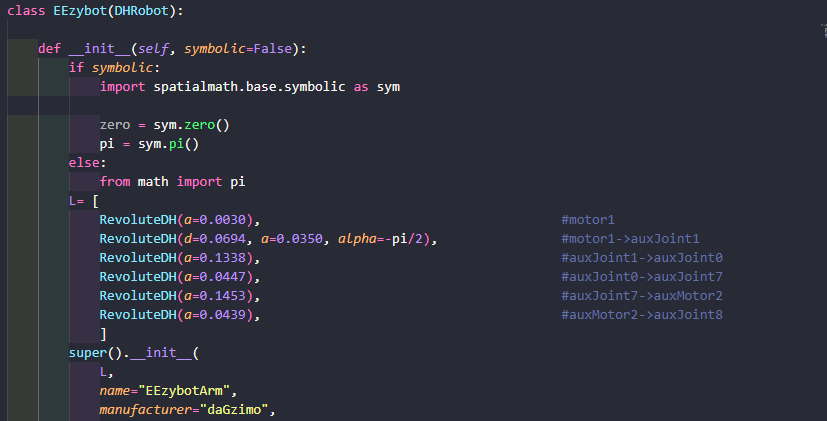 class EEzybot(DHRobot):
def __init__(self, symbolic=False):
if symbolic:
import spatialmath.base.symbolic as sym
zero = sym.zero()
pi = sym.pi()
else:
from math import pi
L= [
RevoluteDH(a=0.0030), #motor1
RevoluteDH(d=0.0694, a=0.0350, alpha=-pi/2), #motor1->auxJoint1
RevoluteDH(a=0.1338), #auxJoint1->auxJoint0
RevoluteDH(a=0.0447), #auxJoint0->auxJoint7
RevoluteDH(a=0.1453), #auxJoint7->auxMotor2
RevoluteDH(a=0.0439), #auxMotor2->auxJoint8
]
super().__init__(
L,
name="EEzybotArm",
manufacturer="daGzimo",